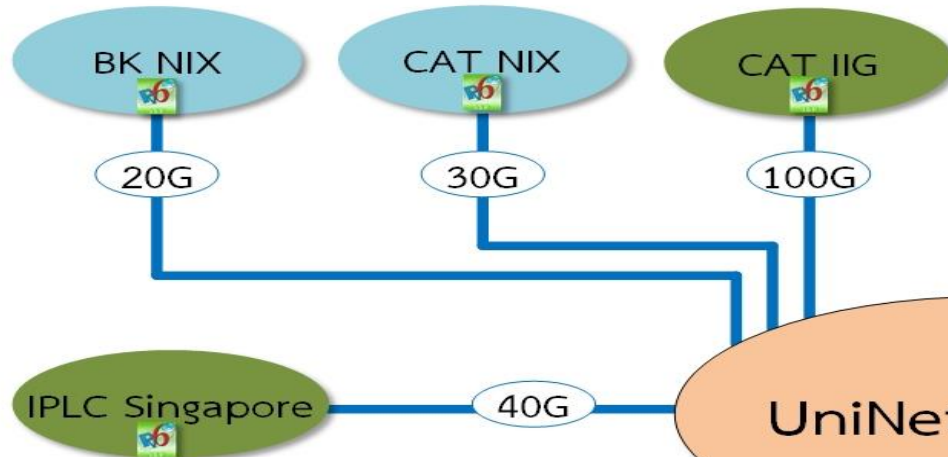 BK NIX
CAT NIX
CAT IIG
20G
30G
100G
IPLC Singapore
40G
UniNet